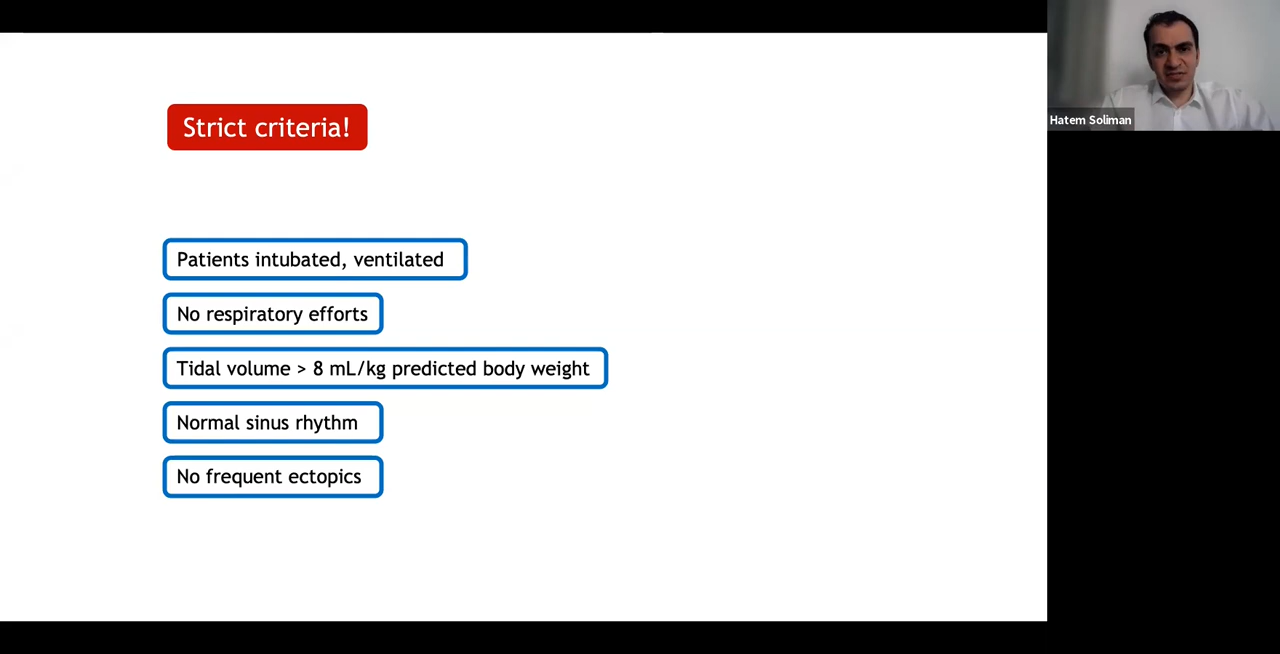 Strict criteria!
Patients intubated, ventilated
No respiratory efforts
Tidal volume > 8 mL/kg predicted body weight
Normal sinus rhythm
No frequent ectopics
Hatem Soliman